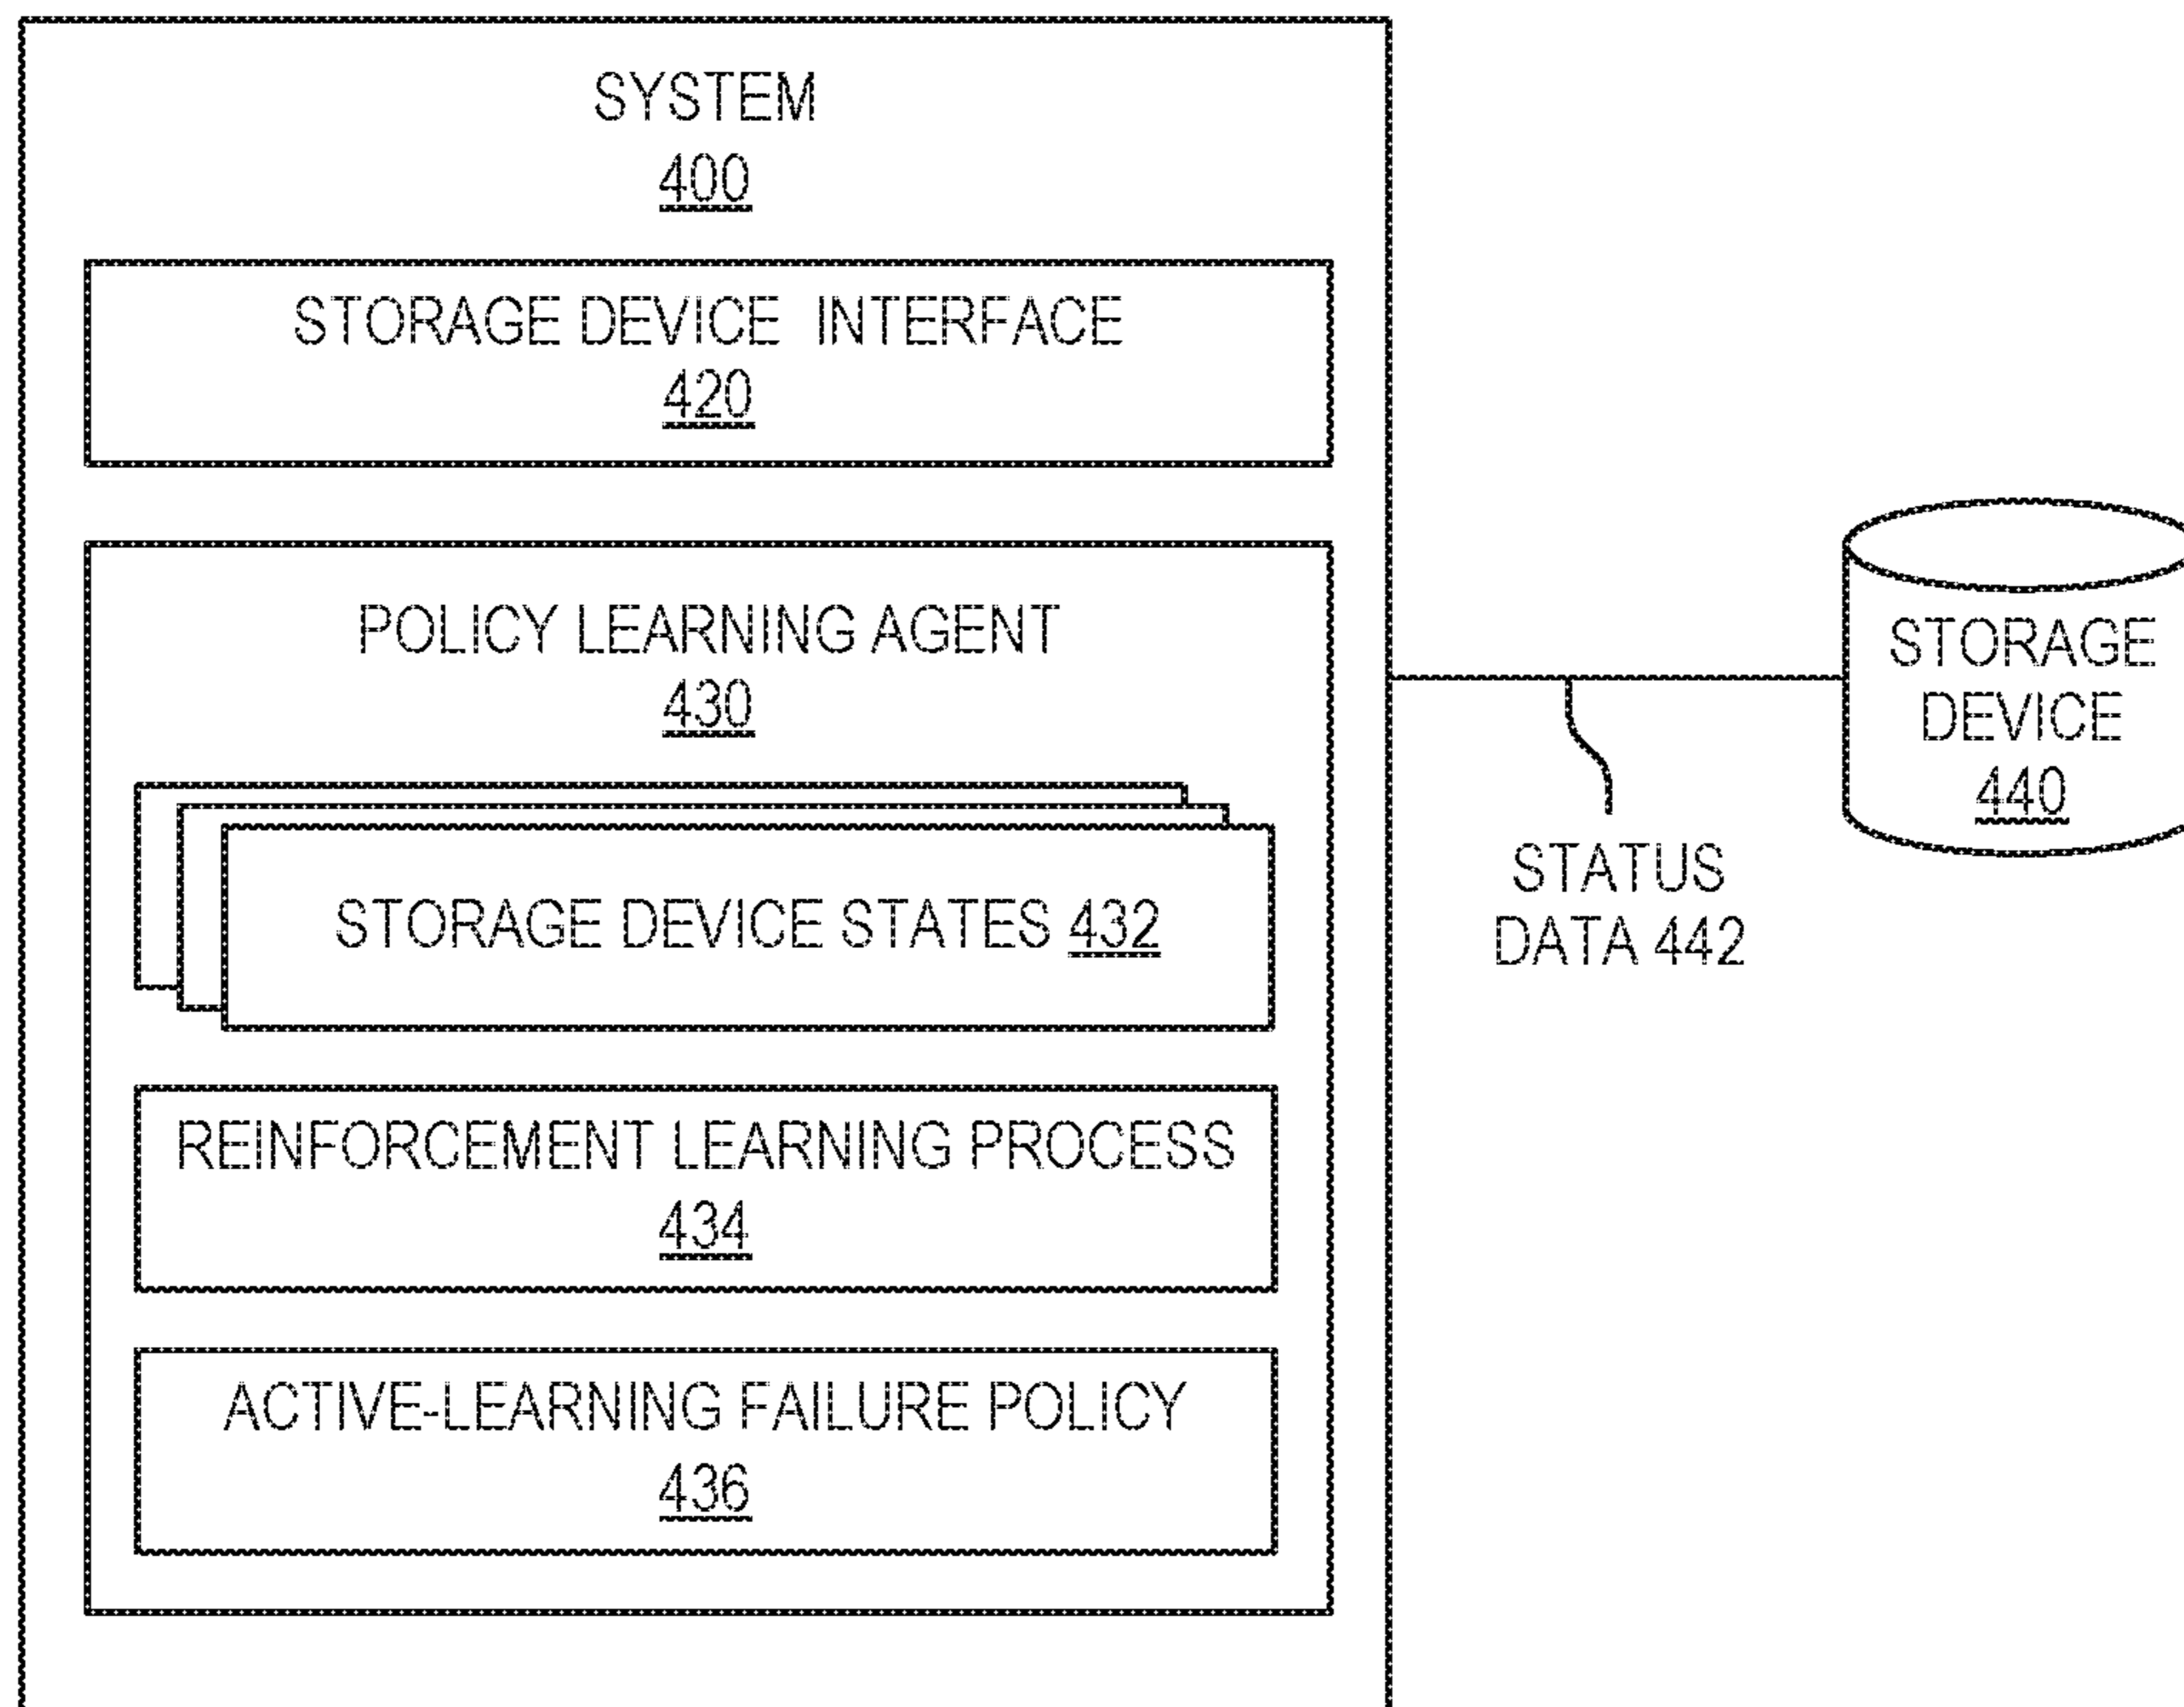 SYSTEM
400
STORAGE DEVICE INTERFACE
420
POLICY LEARNING AGENT
430
STORAGE DEVICE STATES 432
REINFORCEMENT LEARNING PROCESS
434
ACTIVE-LEARNING FAILURE POLICY
436
STATUS
DATA 442
STORAGE
DEVICE
440